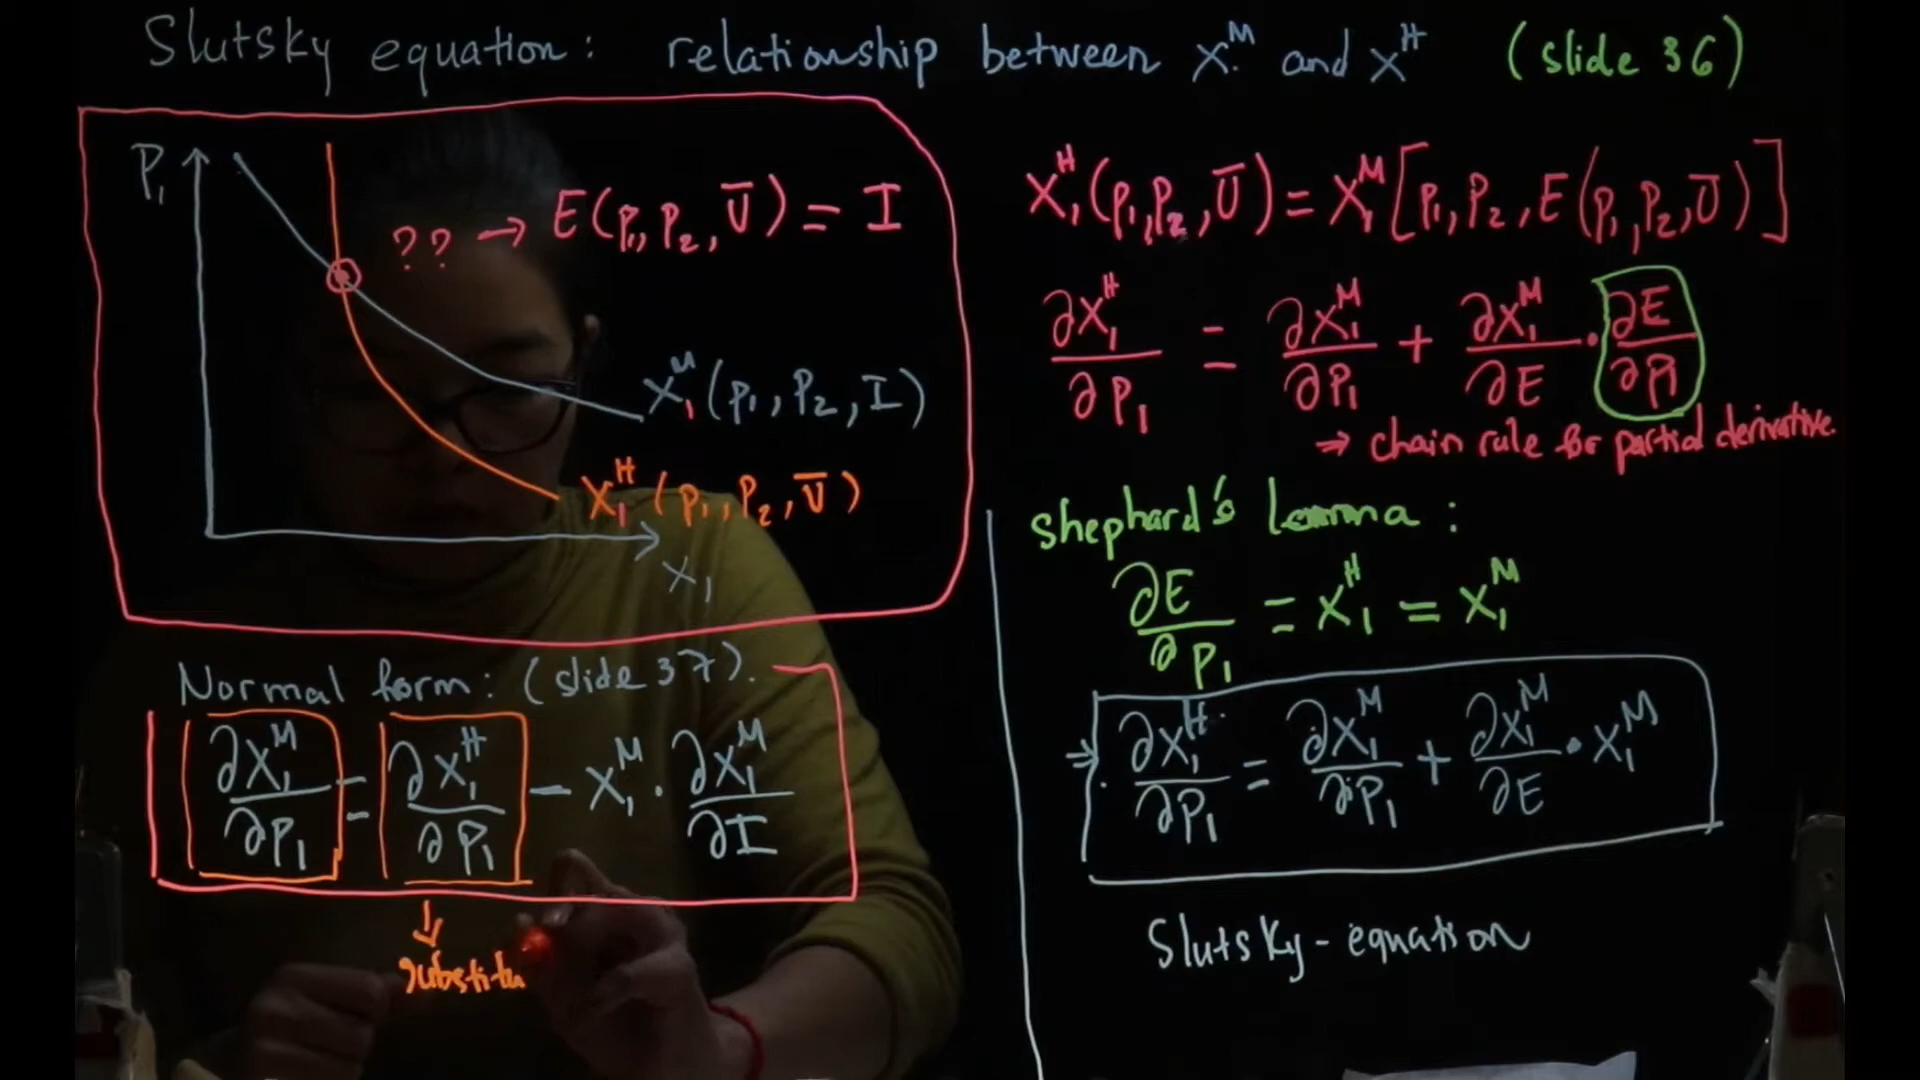 Slutsky equation: relationship between X^M and X^H (slide 36)
P₁
?? → E(P₁, P₂, Ū) = I
X₁^M (P₁, P₂, I)
X₁^H (P₁, P₂, Ū)
X₁
Normal form: (slide 37).
∂X₁^M/∂P₁ = ∂X₁^H/∂P₁ − X₁^M · ∂X₁^M/∂I
↓
substitu
X₁^H (P₁, P₂, Ū) = X₁^M [P₁, P₂, E(P₁, P₂, Ū)]
∂X₁^H/∂P₁ = ∂X₁^M/∂P₁ + ∂X₁^M/∂E · ∂E/∂P₁
⇒ chain rule for partial derivative.
shephard's lemma :
∂E/∂P₁ = X₁^H = X₁^M
⇒ ∂X₁^H/∂P₁ = ∂X₁^M/∂P₁ + ∂X₁^M/∂E · X₁^M
Slutsky-equation